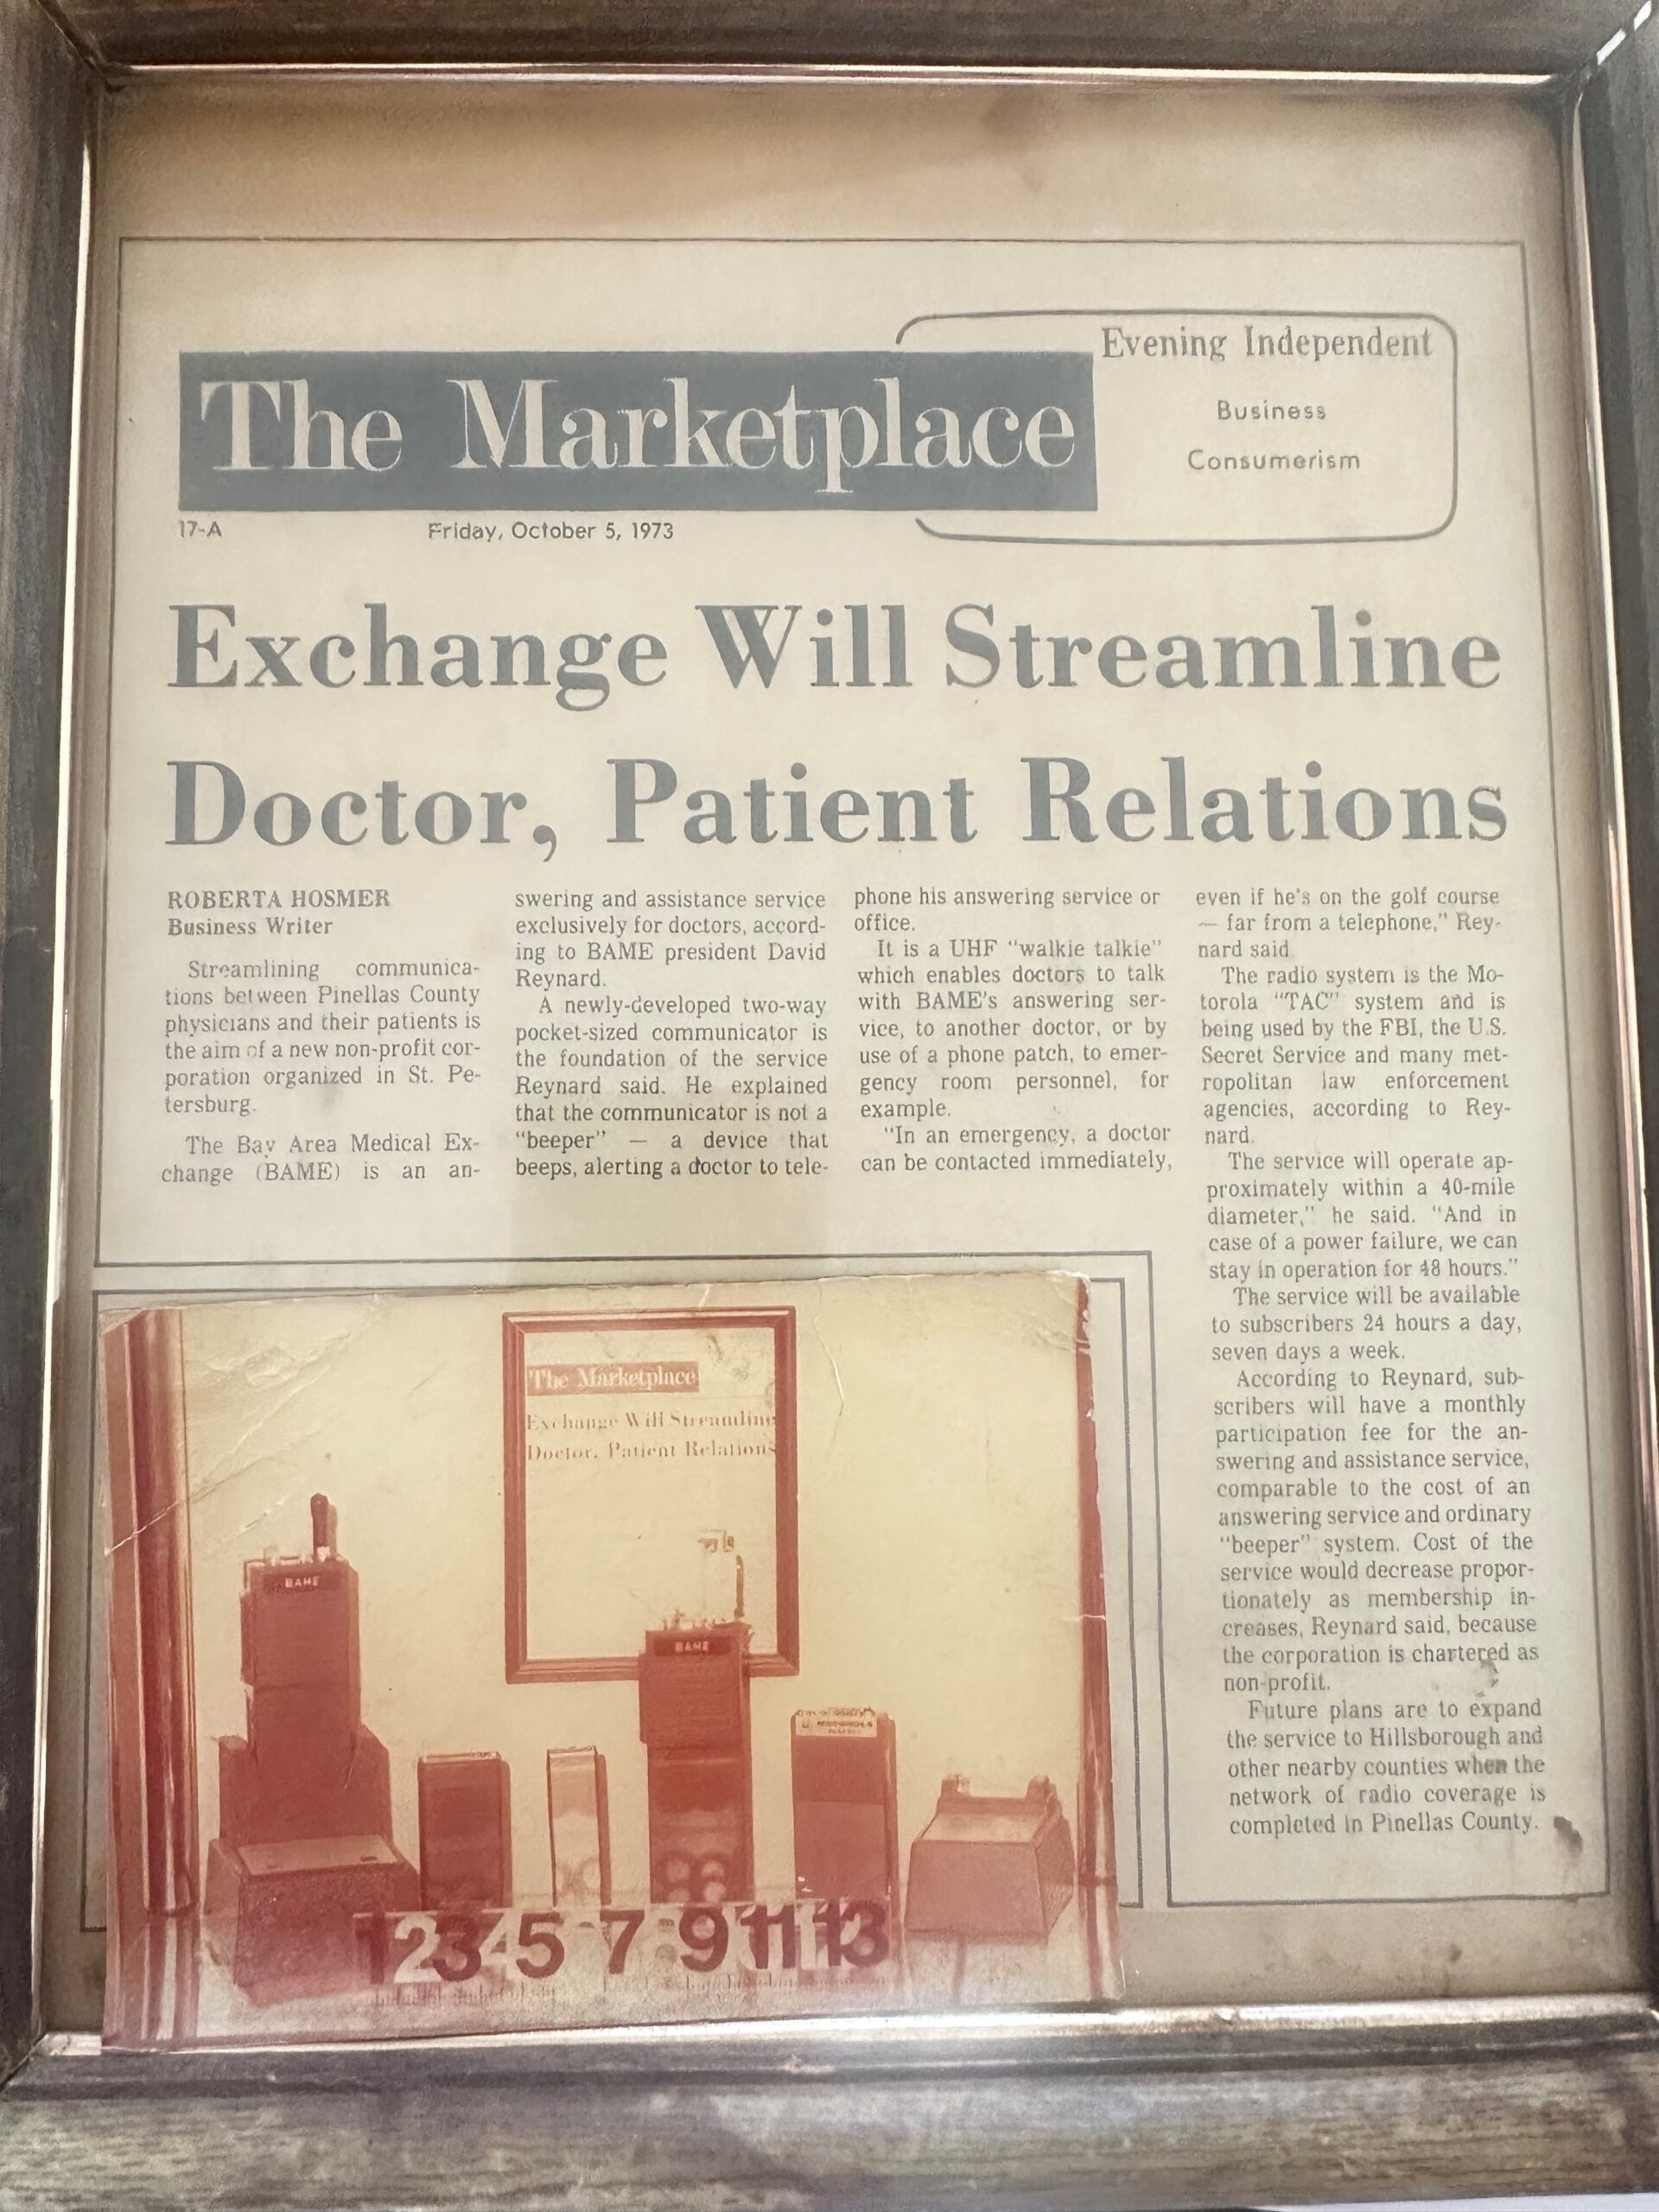 Evening Independent
The Marketplace
Business
Consumerism
17-A
Friday, October 5, 1973
Exchange Will Streamline
Doctor, Patient Relations
ROBERTA HOSMER
Business Writer
Streamlining communica-
tions between Pinellas County
physicians and their patients is
the aim of a new non-profit cor-
poration organized in St. Pe-
tersburg.
The Bay Area Medical Ex-
change (BAME) is an an-
swering and assistance service
exclusively for doctors, accord-
ing to BAME president David
Reynard.
A newly-developed two-way
pocket-sized communicator is
the foundation of the service
Reynard said. He explained
that the communicator is not a
"beeper" — a device that
beeps, alerting a doctor to tele-
phone his answering service or
office.
It is a UHF "walkie talkie"
which enables doctors to talk
with BAME's answering ser-
vice, to another doctor, or by
use of a phone patch, to emer-
gency room personnel, for
example.
"In an emergency, a doctor
can be contacted immediately,
even if he's on the golf course
— far from a telephone," Rey-
nard said.
The radio system is the Mo-
torola "TAC" system and is
being used by the FBI, the U.S.
Secret Service and many met-
ropolitan law enforcement
agencies, according to Rey-
nard.
The service will operate ap-
proximately within a 40-mile
diameter," he said. "And in
case of a power failure, we can
stay in operation for 48 hours."
The service will be available
to subscribers 24 hours a day,
seven days a week.
According to Reynard, sub-
scribers will have a monthly
participation fee for the an-
swering and assistance service,
comparable to the cost of an
answering service and ordinary
"beeper" system. Cost of the
service would decrease propor-
tionately as membership in-
creases, Reynard said, because
the corporation is chartered as
non-profit.
Future plans are to expand
the service to Hillsborough and
other nearby counties when the
network of radio coverage is
completed in Pinellas County.
The Marketplace
Exchange Will Streamline
Doctor, Patient Relations
BAME
BAME
1 2 3 4 5 7 9 11 13